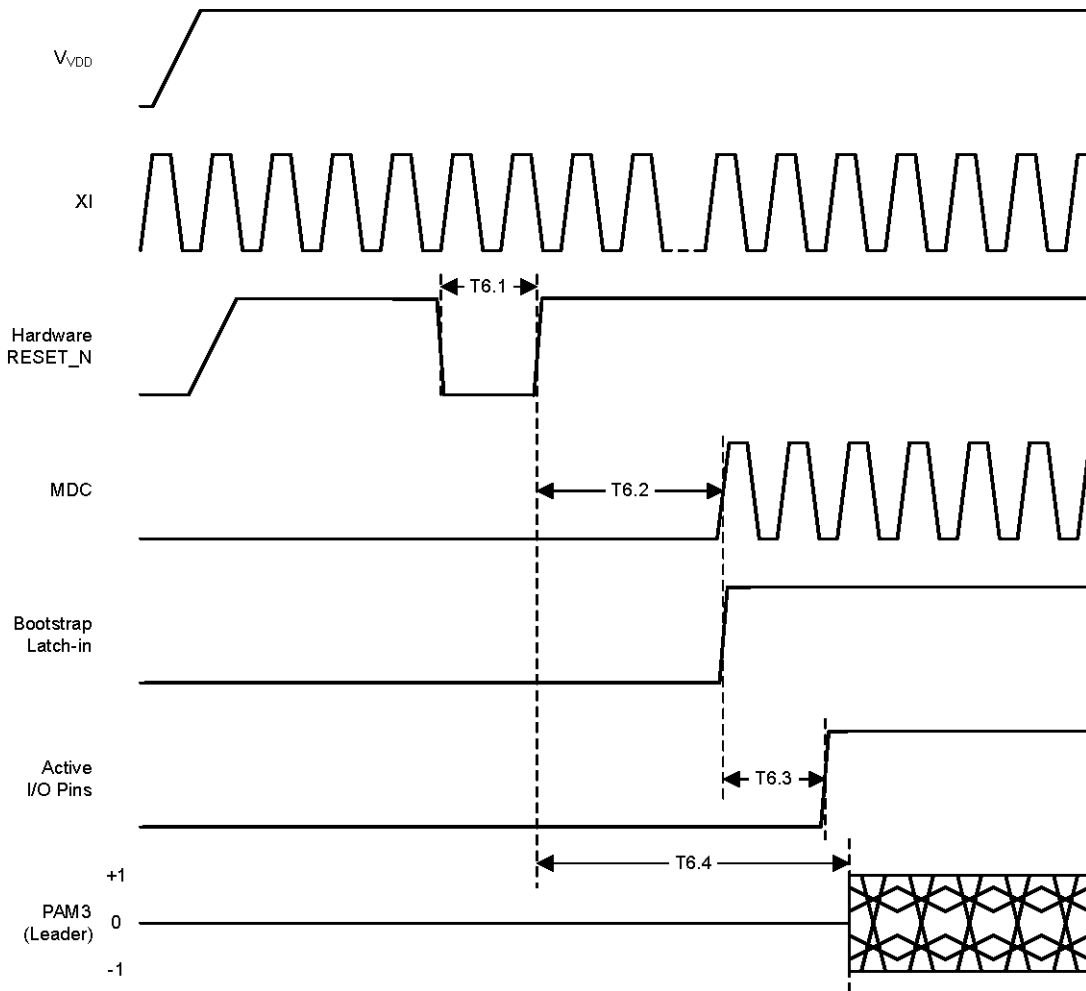 VVDD
XI
T6.1
Hardware
RESET_N
MDC
T6.2
Bootstrap
Latch-in
Active
I/O Pins
T6.3
T6.4
+1
PAM3
(Leader)
0
-1